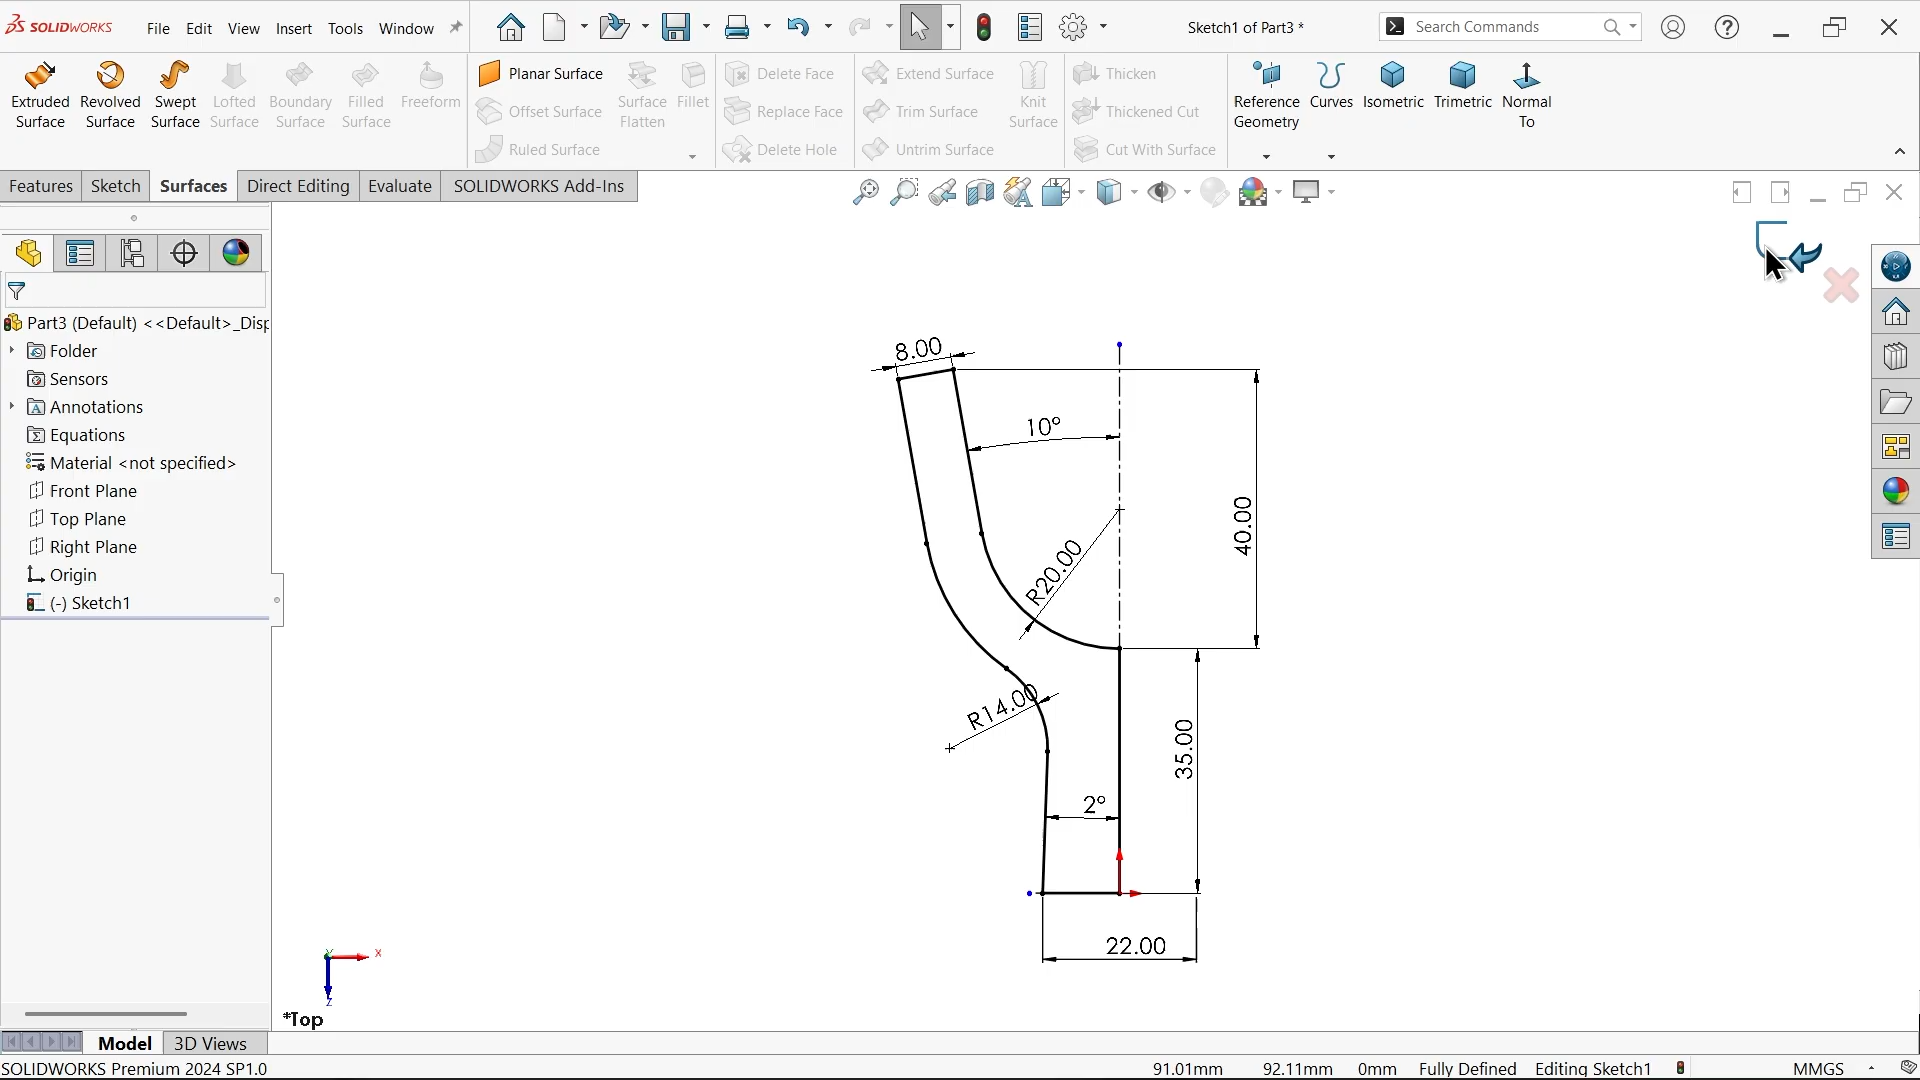 SOLIDWORKS File Edit View Insert Tools Window Sketch1 of Part3 * Search Commands
Extruded Surface Revolved Surface Swept Surface Lofted Surface Boundary Surface Filled Surface Freeform
Planar Surface
Offset Surface
Ruled Surface
Surface Flatten Fillet
Delete Face
Replace Face
Delete Hole
Extend Surface
Trim Surface
Untrim Surface
Knit Surface
Thicken
Thickened Cut
Cut With Surface
Reference Geometry Curves Isometric Trimetric Normal To
Features Sketch Surfaces Direct Editing Evaluate SOLIDWORKS Add-Ins
Part3 (Default) <<Default>_Disp
Folder
Sensors
Annotations
Equations
Material <not specified>
Front Plane
Top Plane
Right Plane
Origin
(-) Sketch1
8.00
10°
40.00
R20.00
R14.00
35.00
2°
22.00
Y
X
Z
*Top
Model 3D Views
SOLIDWORKS Premium 2024 SP1.0 91.01mm 92.11mm 0mm Fully Defined Editing Sketch1 MMGS